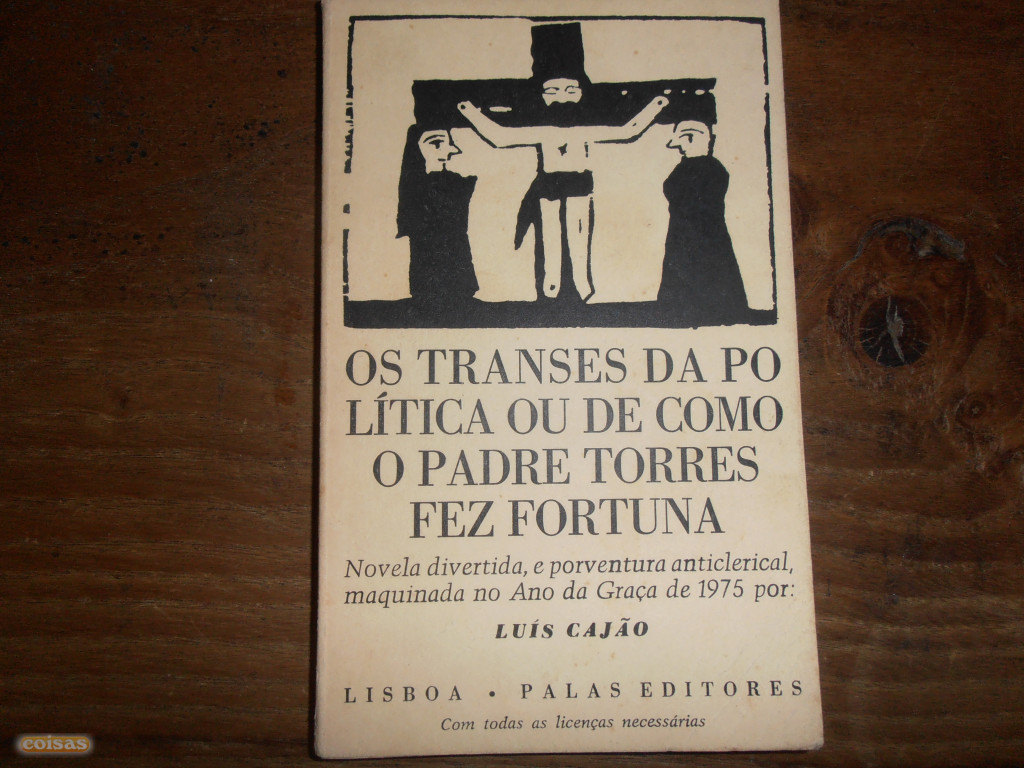 OS TRANSES DA PO
LÍTICA OU DE COMO
O PADRE TORRES
FEZ FORTUNA
Novela divertida, e porventura anticlerical,
maquinada no Ano da Graça de 1975 por:
LUÍS CAJÃO
LISBOA • PALAS EDITORES
Com todas as licenças necessárias
coisas